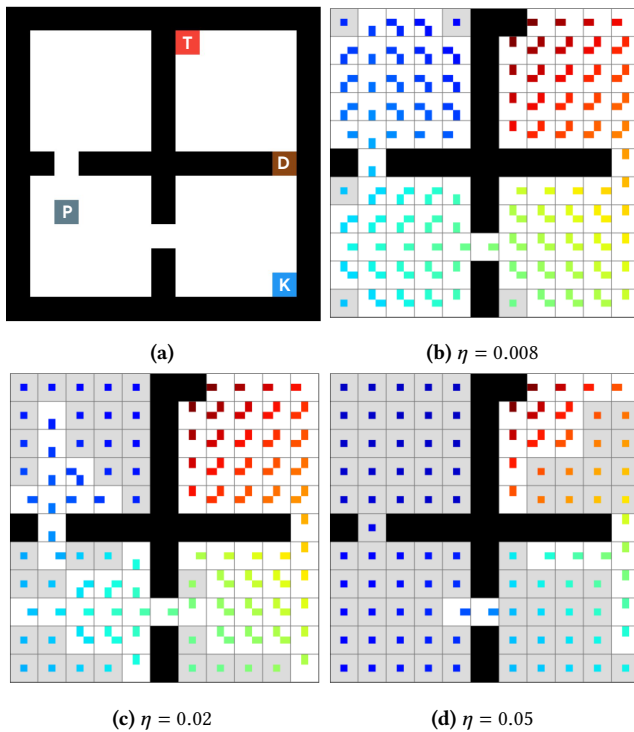 T
D
P
K
(a)
(b) η = 0.008
(c) η = 0.02
(d) η = 0.05